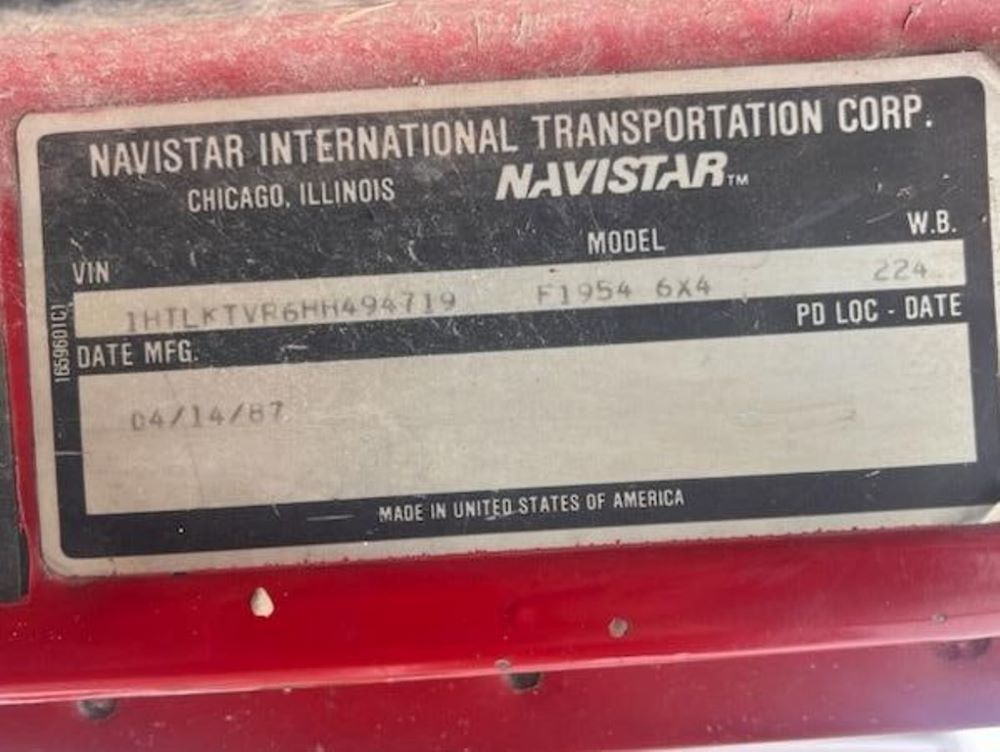 NAVISTAR INTERNATIONAL TRANSPORTATION CORP.
CHICAGO, ILLINOIS NAVISTAR™
VIN MODEL W.B.
1HTLKTVR6HH494719 F1954 6X4 224
DATE MFG. PD LOC - DATE
04/14/87
MADE IN UNITED STATES OF AMERICA
1659601C1